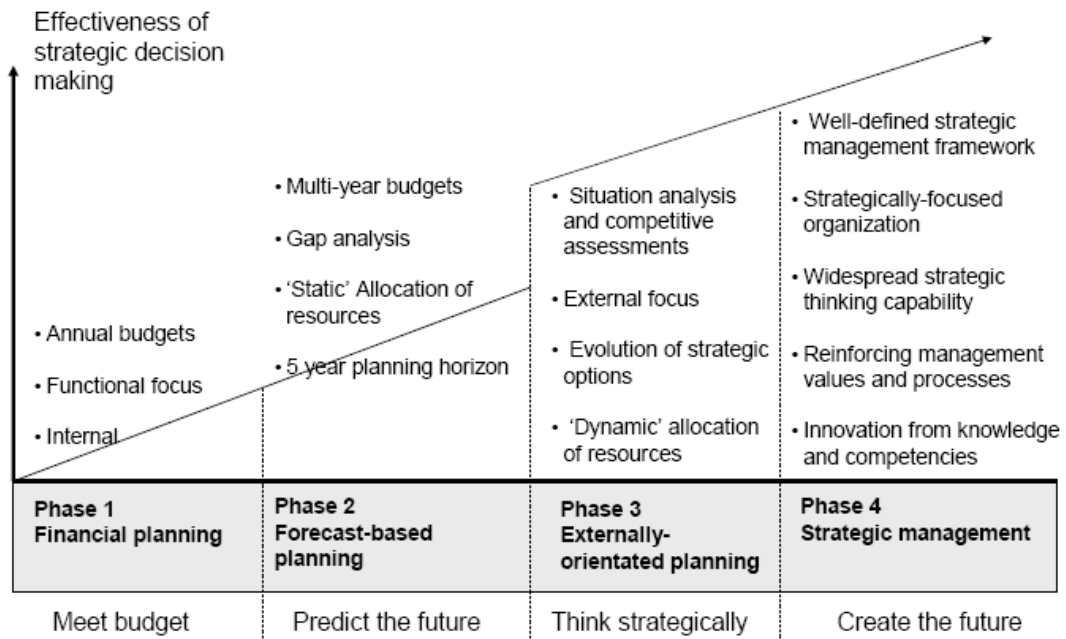 Effectiveness of
strategic decision
making
• Annual budgets
• Functional focus
• Internal
• Multi-year budgets
• Gap analysis
• ‘Static’ Allocation of
resources
• 5 year planning horizon
• Situation analysis
and competitive
assessments
• External focus
• Evolution of strategic
options
• ‘Dynamic’ allocation
of resources
• Well-defined strategic
management framework
• Strategically-focused
organization
• Widespread strategic
thinking capability
• Reinforcing management
values and processes
• Innovation from knowledge
and competencies
Phase 1
Financial planning
Phase 2
Forecast-based
planning
Phase 3
Externally-
orientated planning
Phase 4
Strategic management
Meet budget
Predict the future
Think strategically
Create the future